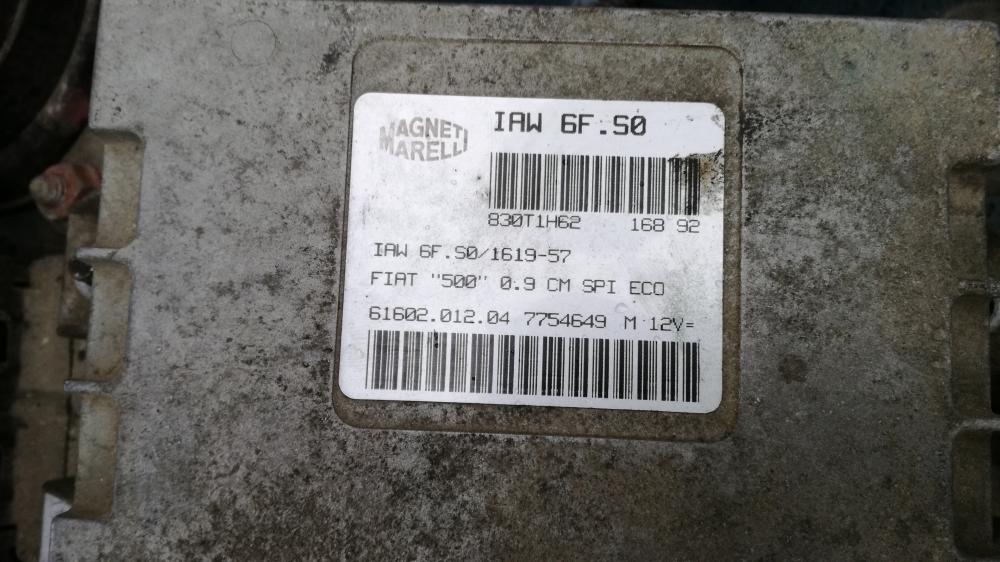 MAGNETI
MARELLI
IAW 6F.S0
830T1H62 168 92
IAW 6F.S0/1619-57
FIAT "500" 0.9 CM SPI ECO
61602.012.04 7754649 M 12V=